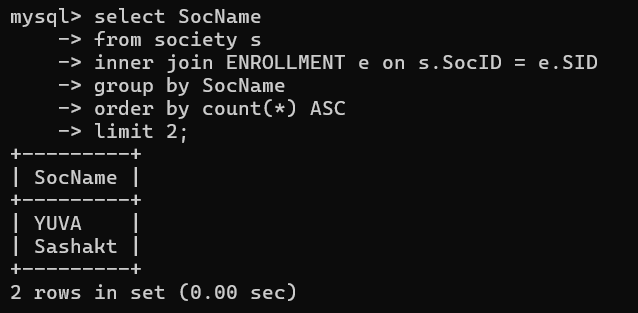 mysql> select SocName
    -> from society s
    -> inner join ENROLLMENT e on s.SocID = e.SID
    -> group by SocName
    -> order by count(*) ASC
    -> limit 2;
+---------+
| SocName |
+---------+
| YUVA    |
| Sashakt |
+---------+
2 rows in set (0.00 sec)